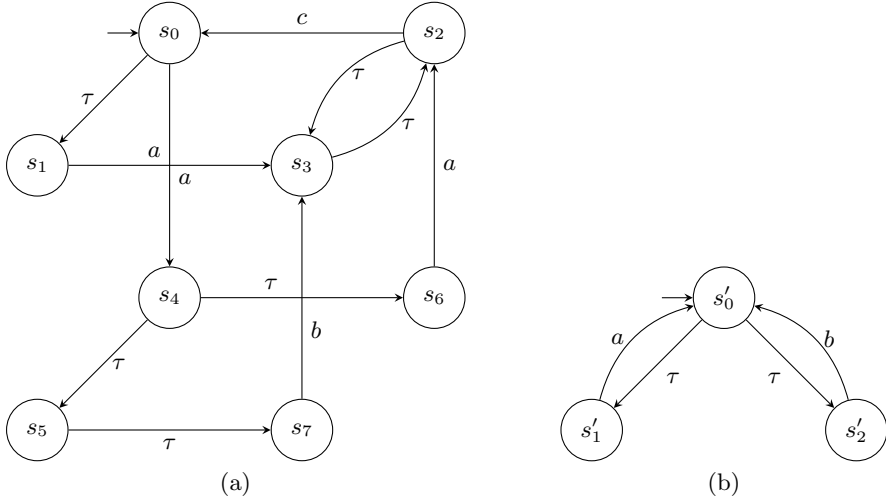 s₀ c s₂
τ τ τ
s₁ a a s₃ a
s₄ τ s₆ s′₀
τ b a τ τ b
s₅ τ s₇ s′₁ s′₂
(a) (b)